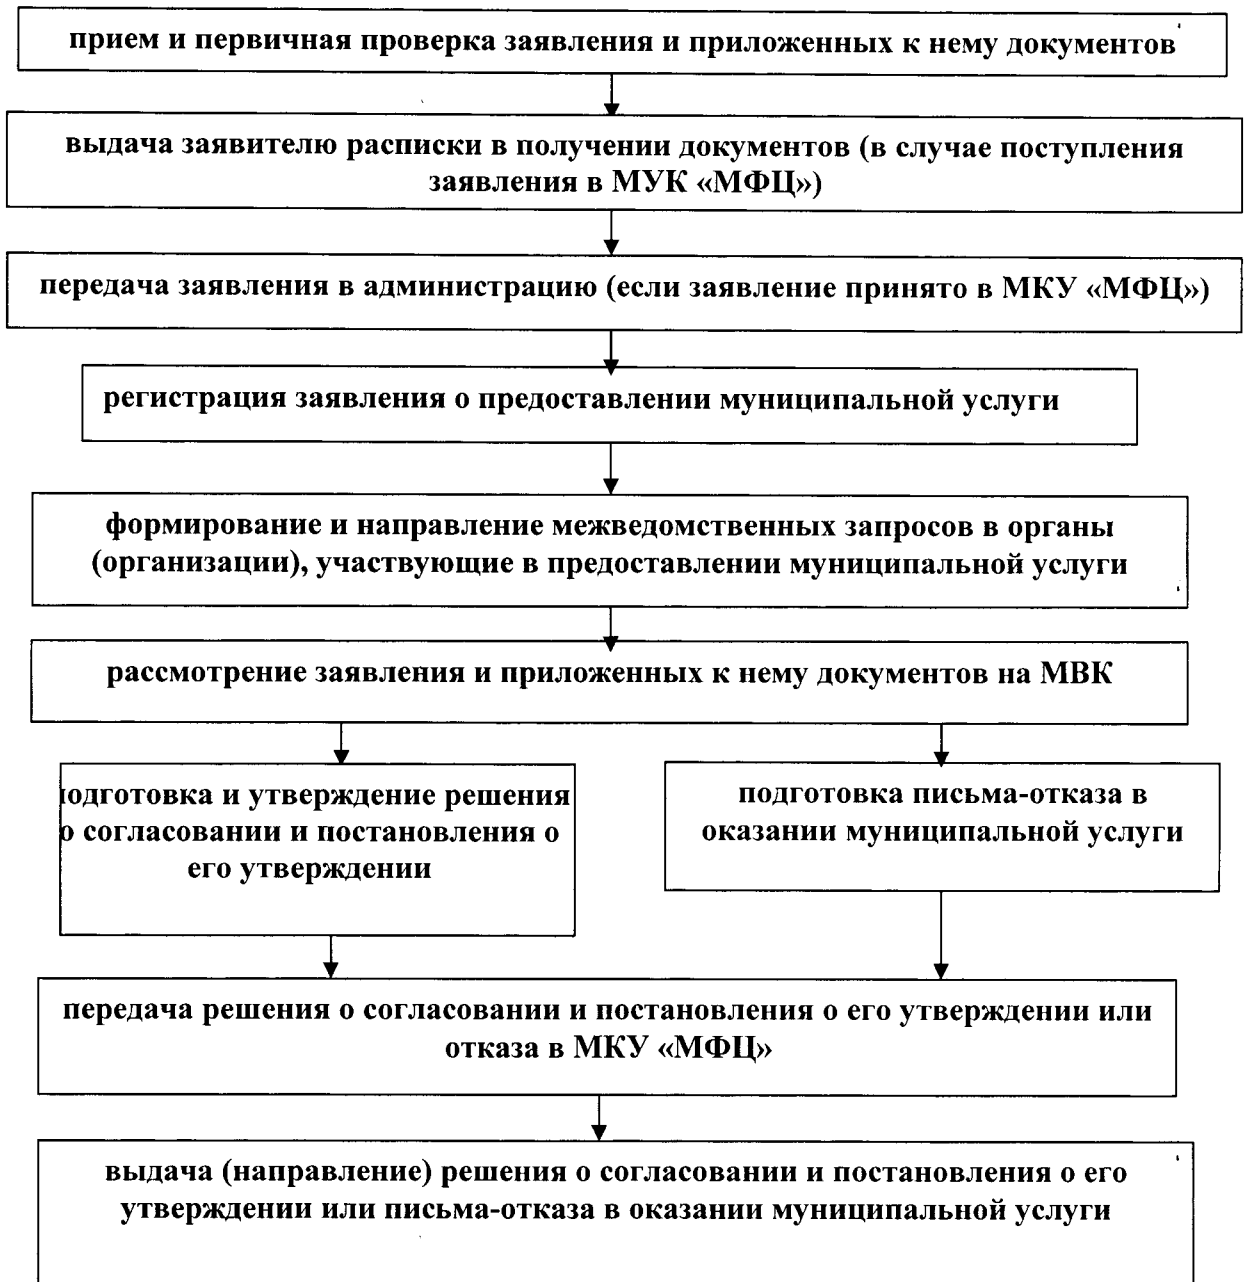 прием и первичная проверка заявления и приложенных к нему документов
выдача заявителю расписки в получении документов (в случае поступления
заявления в МУК «МФЦ»)
передача заявления в администрацию (если заявление принято в МКУ «МФЦ»)
регистрация заявления о предоставлении муниципальной услуги
формирование и направление межведомственных запросов в органы
(организации), участвующие в предоставлении муниципальной услуги
рассмотрение заявления и приложенных к нему документов на МВК
подготовка и утверждение решения
о согласовании и постановления о
его утверждении
подготовка письма-отказа в
оказании муниципальной услуги
передача решения о согласовании и постановления о его утверждении или
отказа в МКУ «МФЦ»
выдача (направление) решения о согласовании и постановления о его
утверждении или письма-отказа в оказании муниципальной услуги